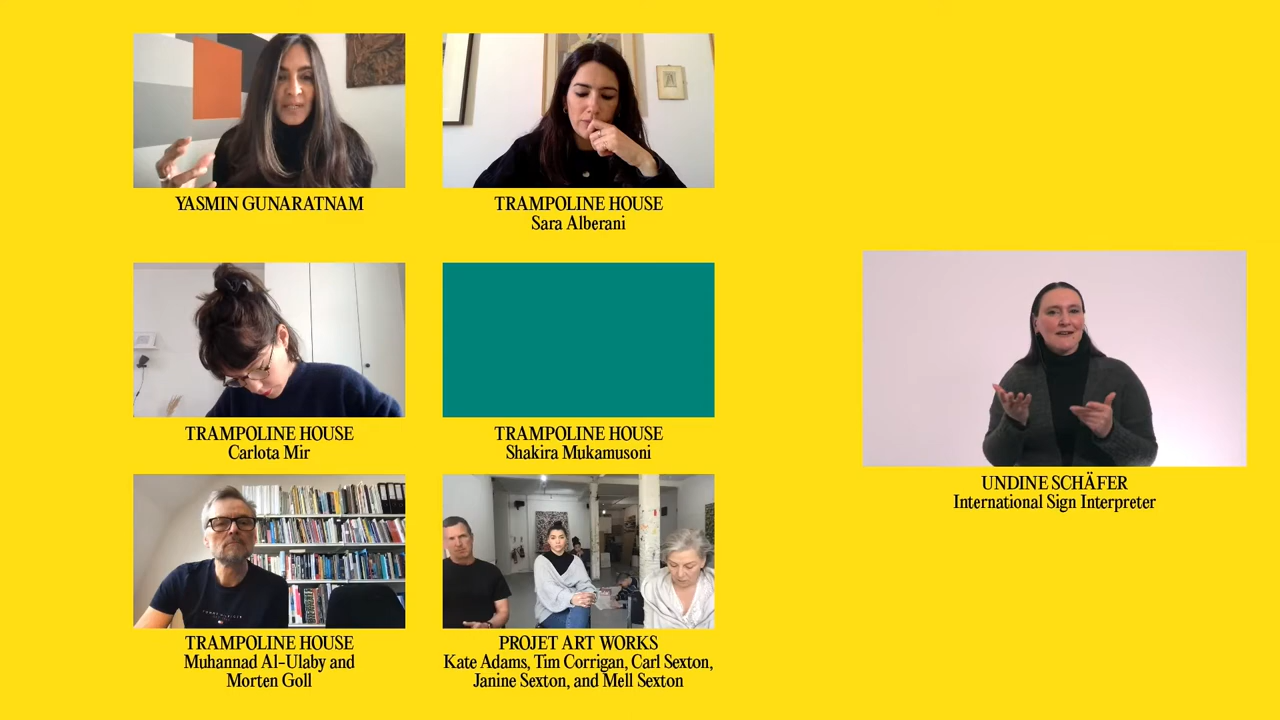 YASMIN GUNARATNAM
TRAMPOLINE HOUSE
Sara Alberani
TRAMPOLINE HOUSE
Carlota Mir
TRAMPOLINE HOUSE
Shakira Mukamusoni
UNDINE SCHÄFER
International Sign Interpreter
TRAMPOLINE HOUSE
Muhannad Al-Ulaby and
Morten Goll
PROJET ART WORKS
Kate Adams, Tim Corrigan, Carl Sexton,
Janine Sexton, and Mell Sexton